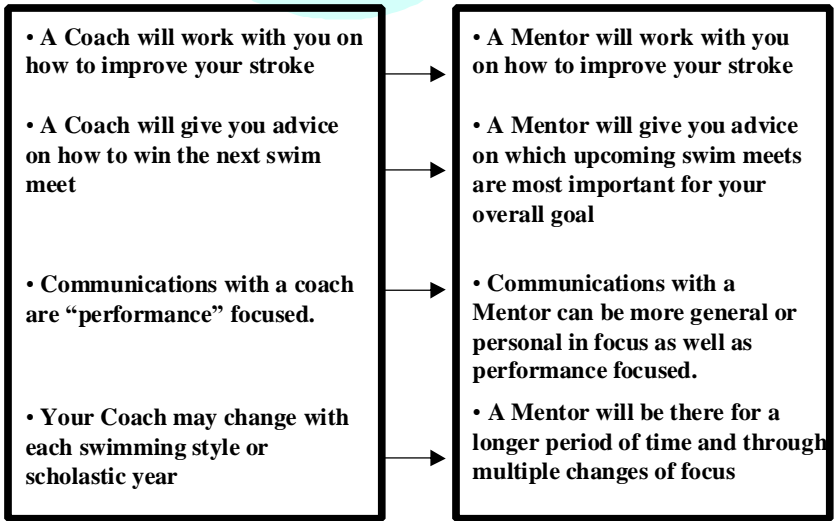 • A Coach will work with you on
how to improve your stroke
• A Coach will give you advice
on how to win the next swim
meet
• Communications with a coach
are “performance” focused.
• Your Coach may change with
each swimming style or
scholastic year
• A Mentor will work with you
on how to improve your stroke
• A Mentor will give you advice
on which upcoming swim meets
are most important for your
overall goal
• Communications with a
Mentor can be more general or
personal in focus as well as
performance focused.
• A Mentor will be there for a
longer period of time and through
multiple changes of focus